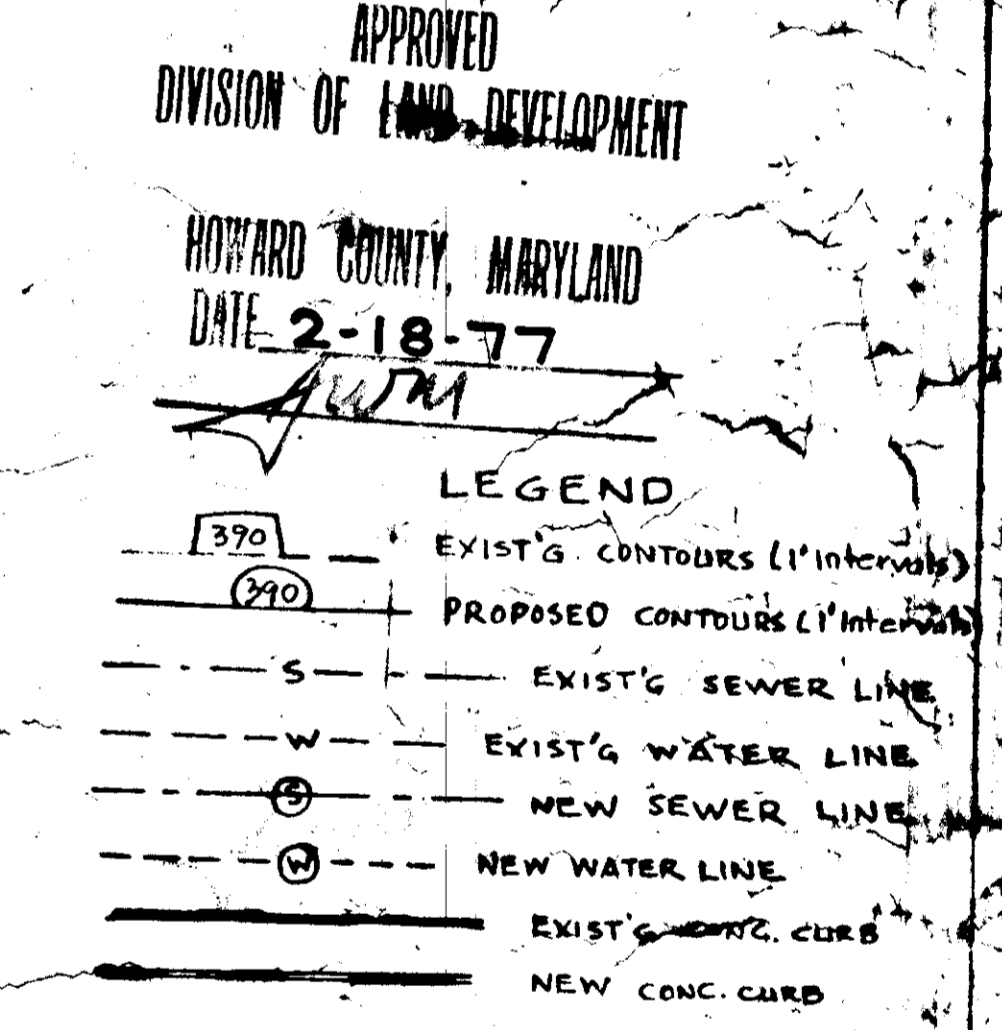 APPROVED
DIVISION OF LAND DEVELOPMENT
HOWARD COUNTY, MARYLAND
DATE 2-18-77
LEGEND
390 EXIST'G. CONTOURS (1' Intervals)
390 PROPOSED CONTOURS (1' Intervals)
S EXIST'G SEWER LINE
W EXIST'G WATER LINE
S NEW SEWER LINE
W NEW WATER LINE
EXIST'G CONC. CURB
NEW CONC. CURB